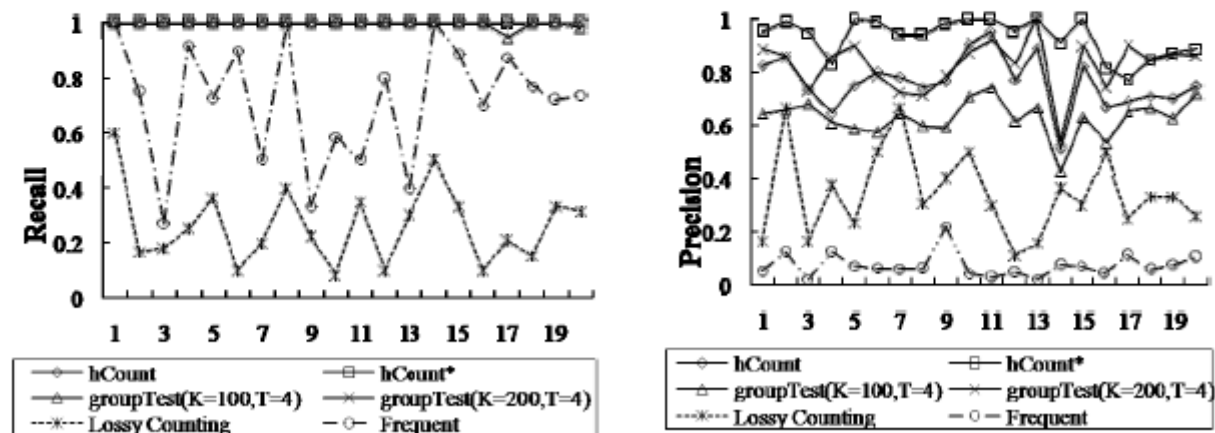 1
0.8
0.6
0.4
0.2
0
Recall
1 3 5 7 9 11 13 15 17 19
hCount
hCount*
groupTest(K=100,T=4)
groupTest(K=200,T=4)
Lossy Counting
Frequent
1
0.8
0.6
0.4
0.2
0
Precision
1 3 5 7 9 11 13 15 17 19
hCount
hCount*
groupTest(K=100,T=4)
groupTest(K=200,T=4)
Lossy Counting
Frequent